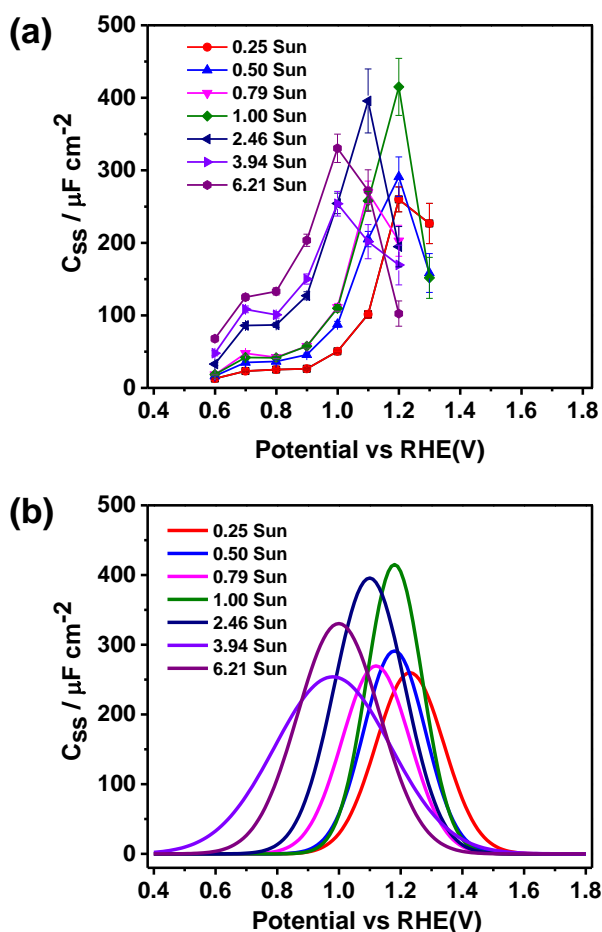 (a)
500
400
300
200
100
0
C_SS / μF cm⁻²
0.25 Sun
0.50 Sun
0.79 Sun
1.00 Sun
2.46 Sun
3.94 Sun
6.21 Sun
0.4 0.6 0.8 1.0 1.2 1.4 1.6 1.8
Potential vs RHE(V)
(b)
500
400
300
200
100
0
C_SS / μF cm⁻²
0.25 Sun
0.50 Sun
0.79 Sun
1.00 Sun
2.46 Sun
3.94 Sun
6.21 Sun
0.4 0.6 0.8 1.0 1.2 1.4 1.6 1.8
Potential vs RHE(V)